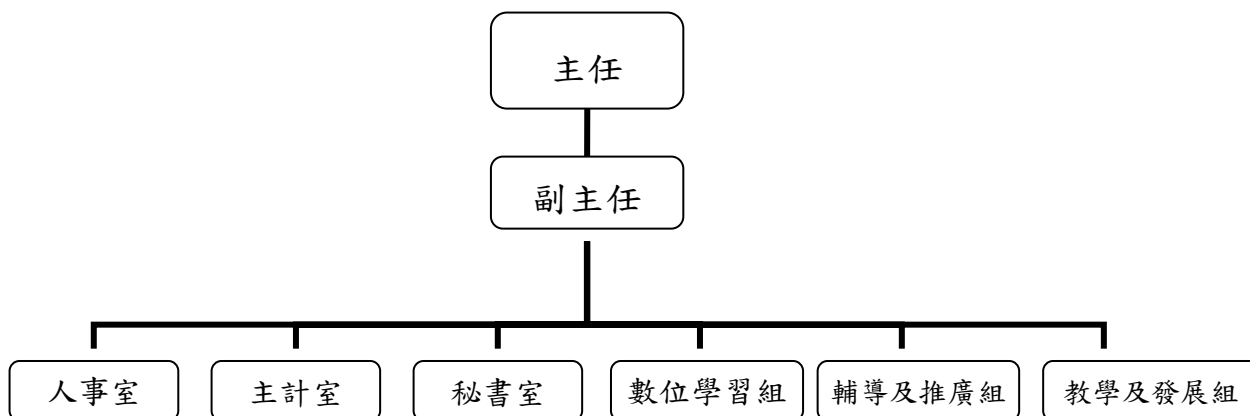 主任
副主任
人事室
主計室
秘書室
數位學習組
輔導及推廣組
教學及發展組